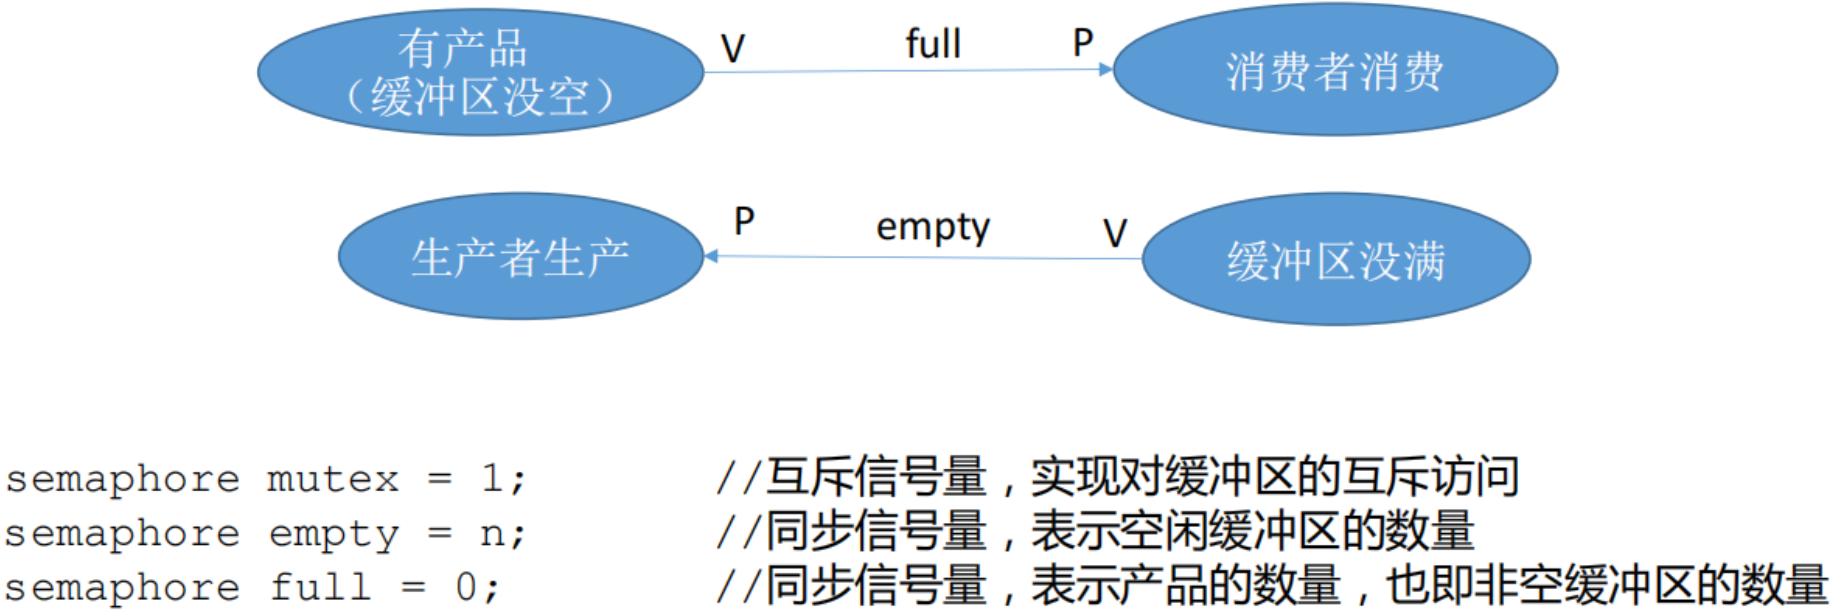 有产品
（缓冲区没空）
V full P
消费者消费
生产者生产
P empty V
缓冲区没满
semaphore mutex = 1; //互斥信号量，实现对缓冲区的互斥访问
semaphore empty = n; //同步信号量，表示空闲缓冲区的数量
semaphore full = 0; //同步信号量，表示产品的数量，也即非空缓冲区的数量